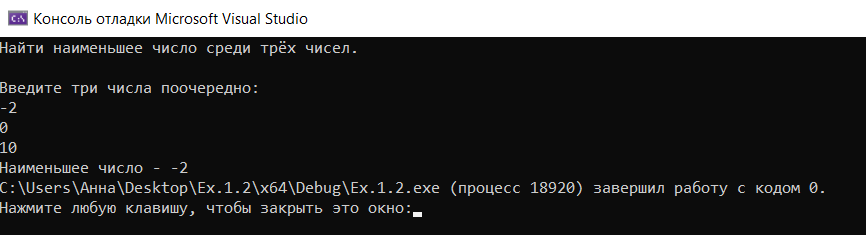 C:\ Консоль отладки Microsoft Visual Studio
Найти наименьшее число среди трёх чисел.
Введите три числа поочередно:
-2
0
10
Наименьшее число - -2
C:\Users\Анна\Desktop\Ex.1.2\x64\Debug\Ex.1.2.exe (процесс 18920) завершил работу с кодом 0.
Нажмите любую клавишу, чтобы закрыть это окно: